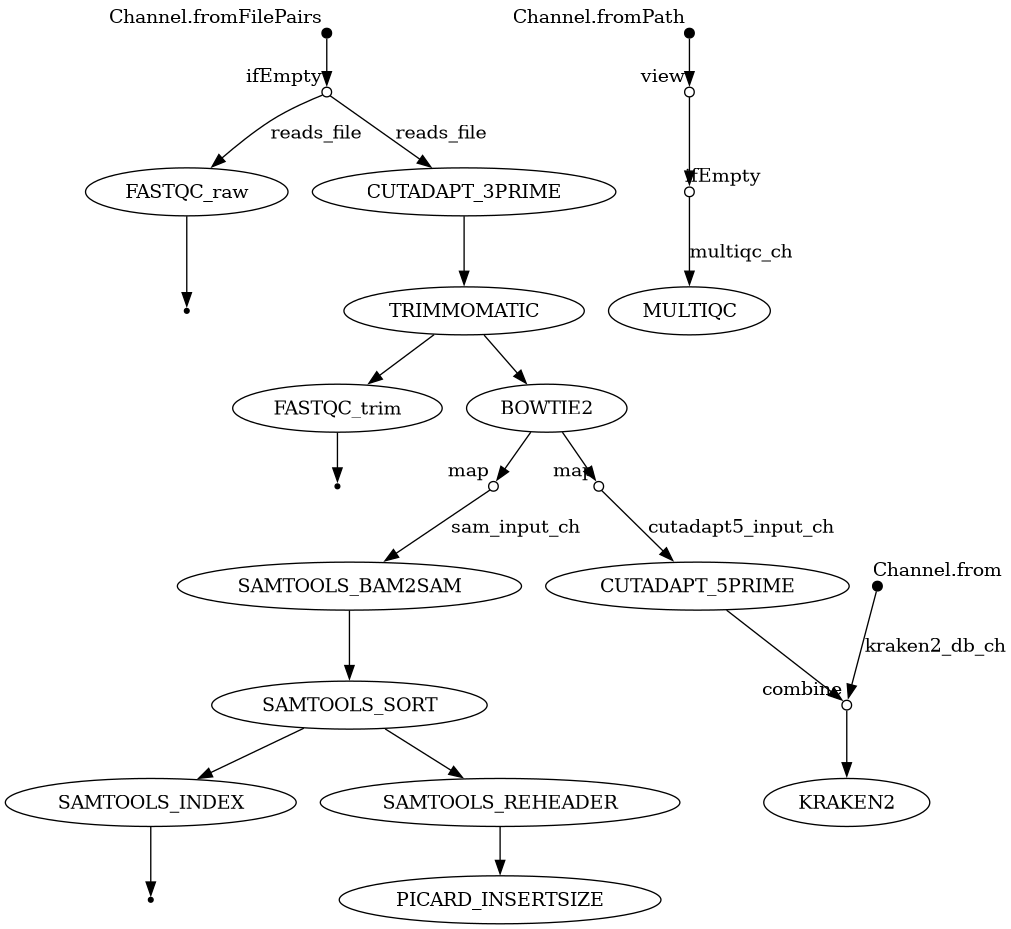 Channel.fromFilePairs
Channel.fromPath
ifEmpty
view
reads_file
reads_file
FASTQC_raw
CUTADAPT_3PRIME
ifEmpty
multiqc_ch
TRIMMOMATIC
MULTIQC
FASTQC_trim
BOWTIE2
map
map
sam_input_ch
cutadapt5_input_ch
SAMTOOLS_BAM2SAM
CUTADAPT_5PRIME
Channel.from
kraken2_db_ch
combine
SAMTOOLS_SORT
SAMTOOLS_INDEX
SAMTOOLS_REHEADER
KRAKEN2
PICARD_INSERTSIZE